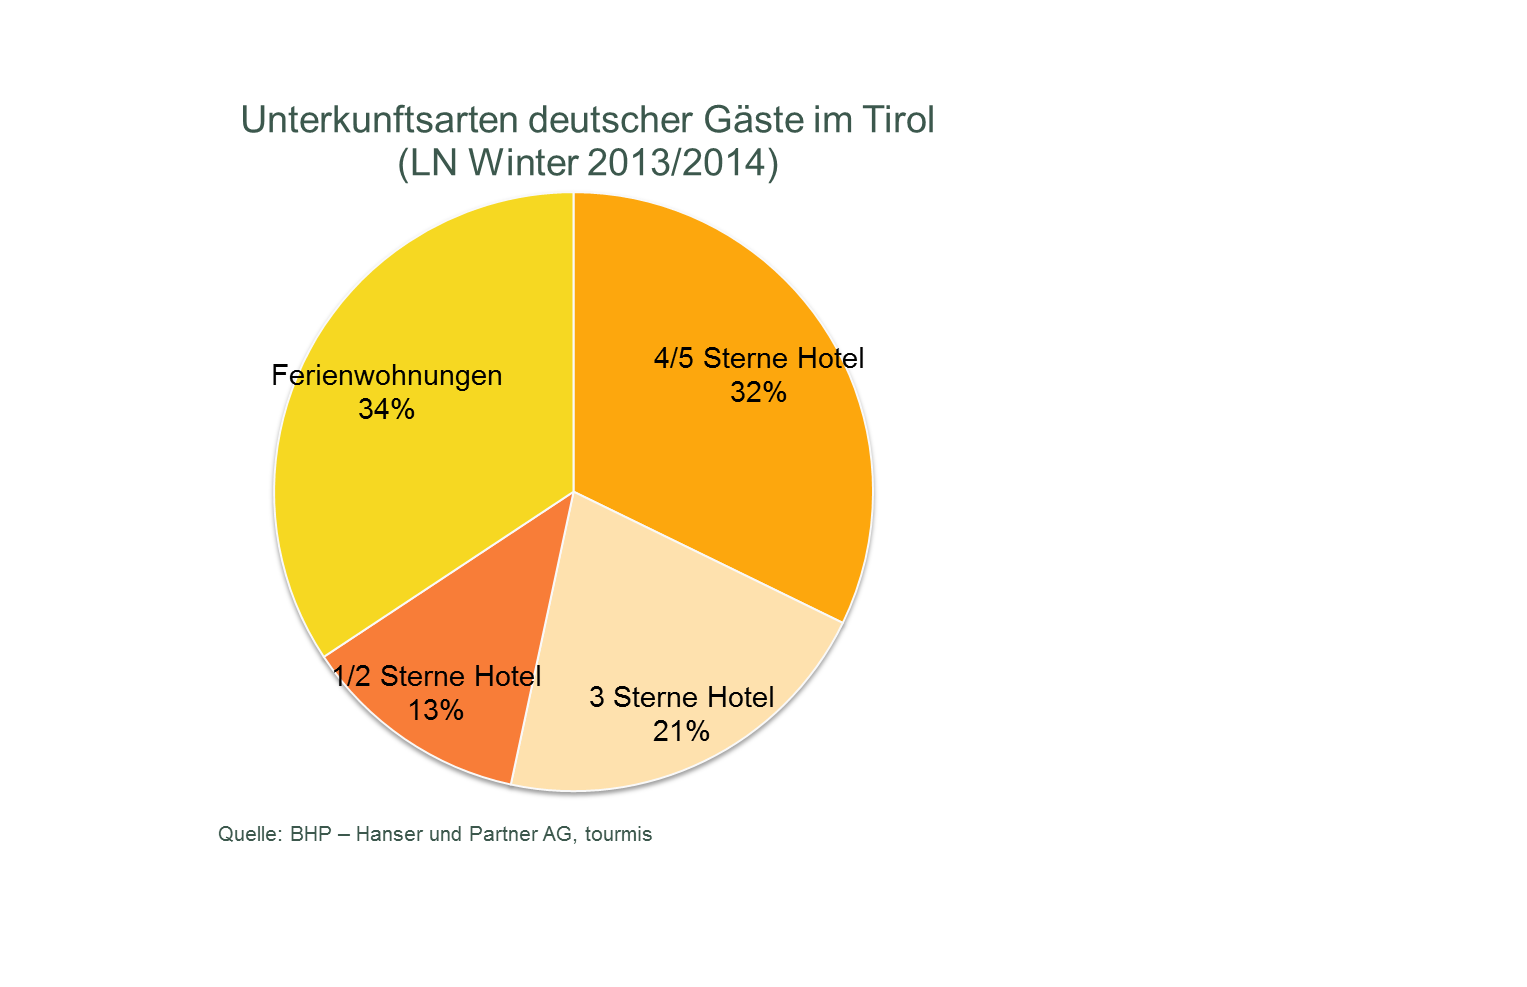 Unterkunftsarten deutscher Gäste im Tirol
(LN Winter 2013/2014)
Ferienwohnungen
34%
4/5 Sterne Hotel
32%
1/2 Sterne Hotel
13%
3 Sterne Hotel
21%
Quelle: BHP – Hanser und Partner AG, tourmis